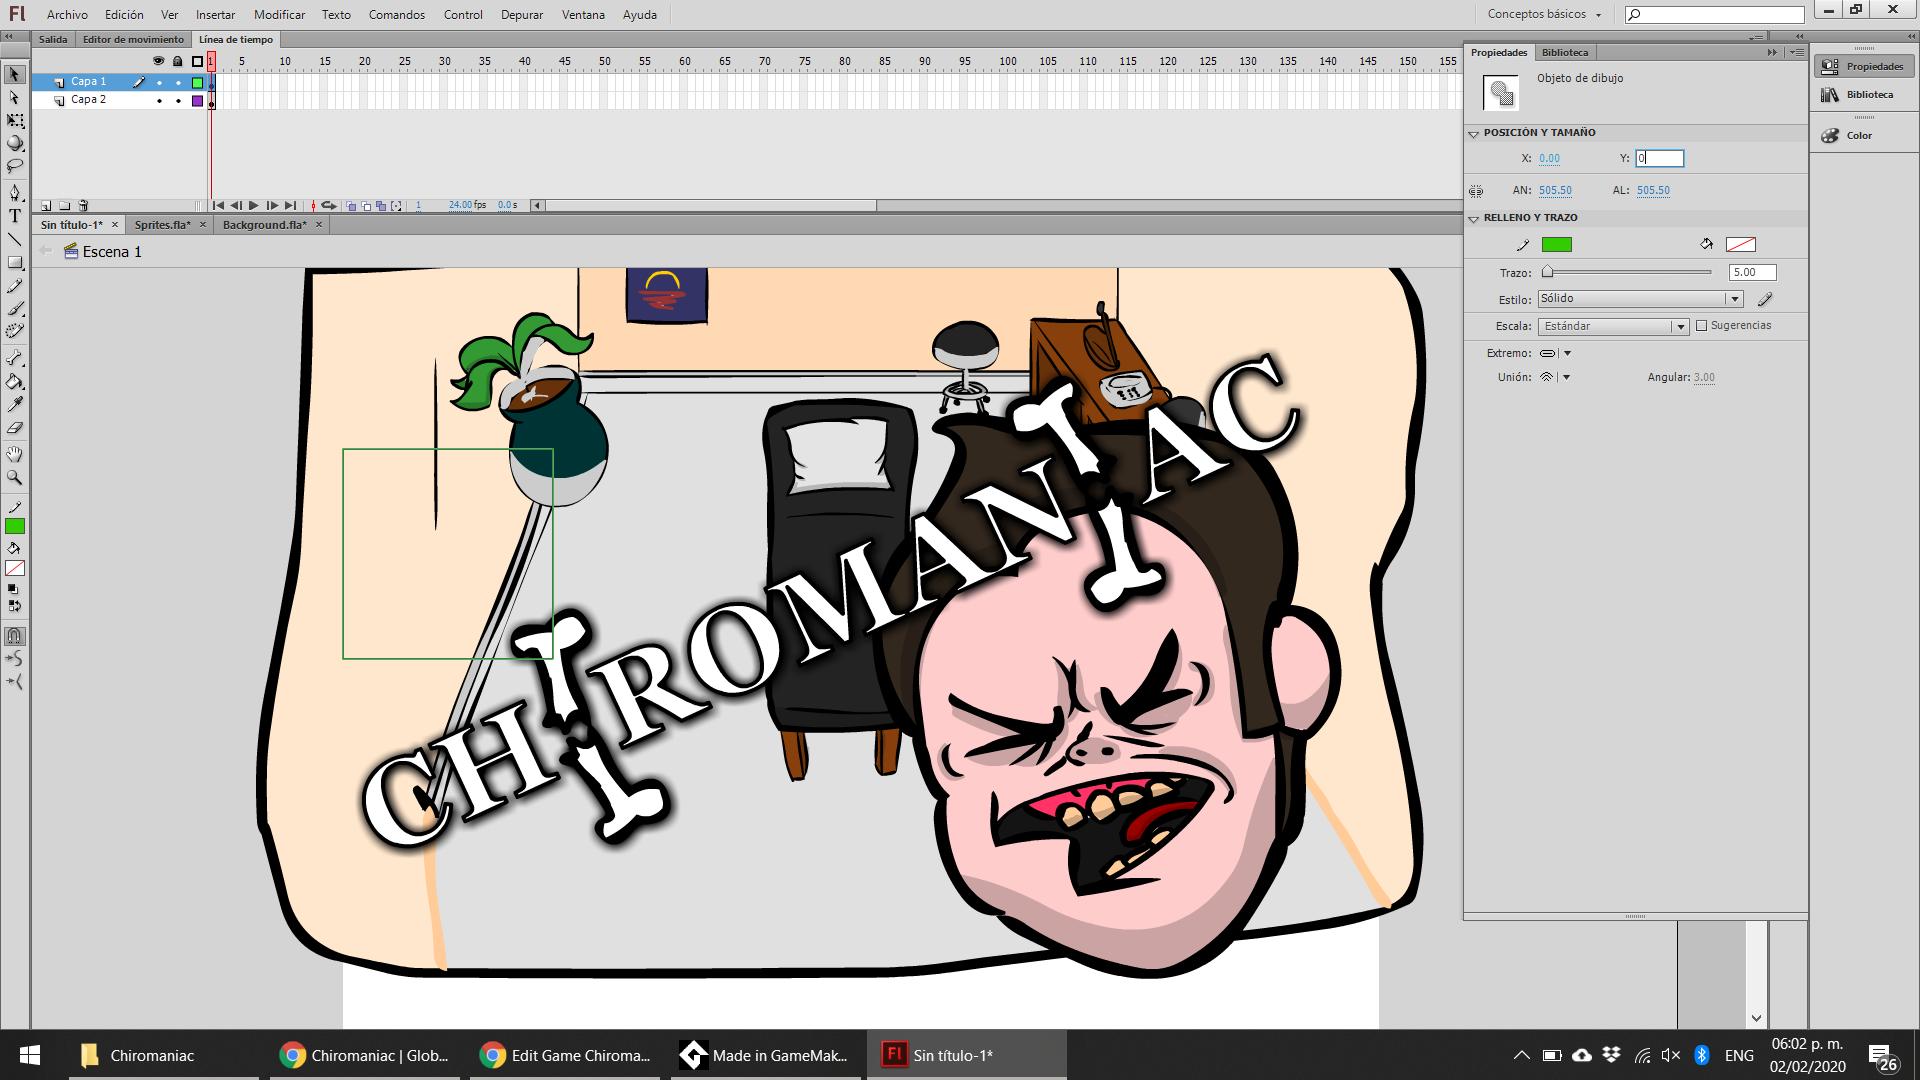 Fl Archivo Edición Ver Insertar Modificar Texto Comandos Control Depurar Ventana Ayuda Conceptos básicos
Salida Editor de movimiento Línea de tiempo
1 5 10 15 20 25 30 35 40 45 50 55 60 65 70 75 80 85 90 95 100 105 110 115 120 125 130 135 140 145 150 155
Capa 1
Capa 2
1 24.00 fps 0.0 s
Sin título-1* Sprites.fla* Background.fla*
Escena 1
CHIROMANIAC
Propiedades Biblioteca
Objeto de dibujo
POSICIÓN Y TAMAÑO
X: 0.00 Y: 0
AN: 505.50 AL: 505.50
RELLENO Y TRAZO
Trazo: 5.00
Estilo: Sólido
Escala: Estándar Sugerencias
Extremo:
Unión: Angular: 3.00
Propiedades
Biblioteca
Color
Chiromaniac
Chiromaniac | Glob...
Edit Game Chiroma...
Made in GameMak...
Fl Sin título-1*
ENG
06:02 p. m.
02/02/2020
26